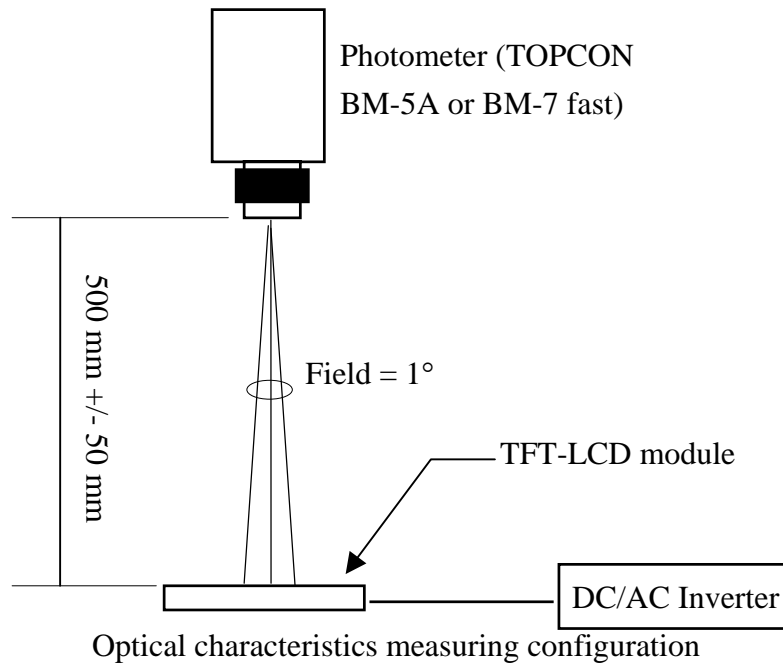 Photometer (TOPCON
BM-5A or BM-7 fast)
500 mm +/- 50 mm
Field = 1°
TFT-LCD module
DC/AC Inverter
Optical characteristics measuring configuration